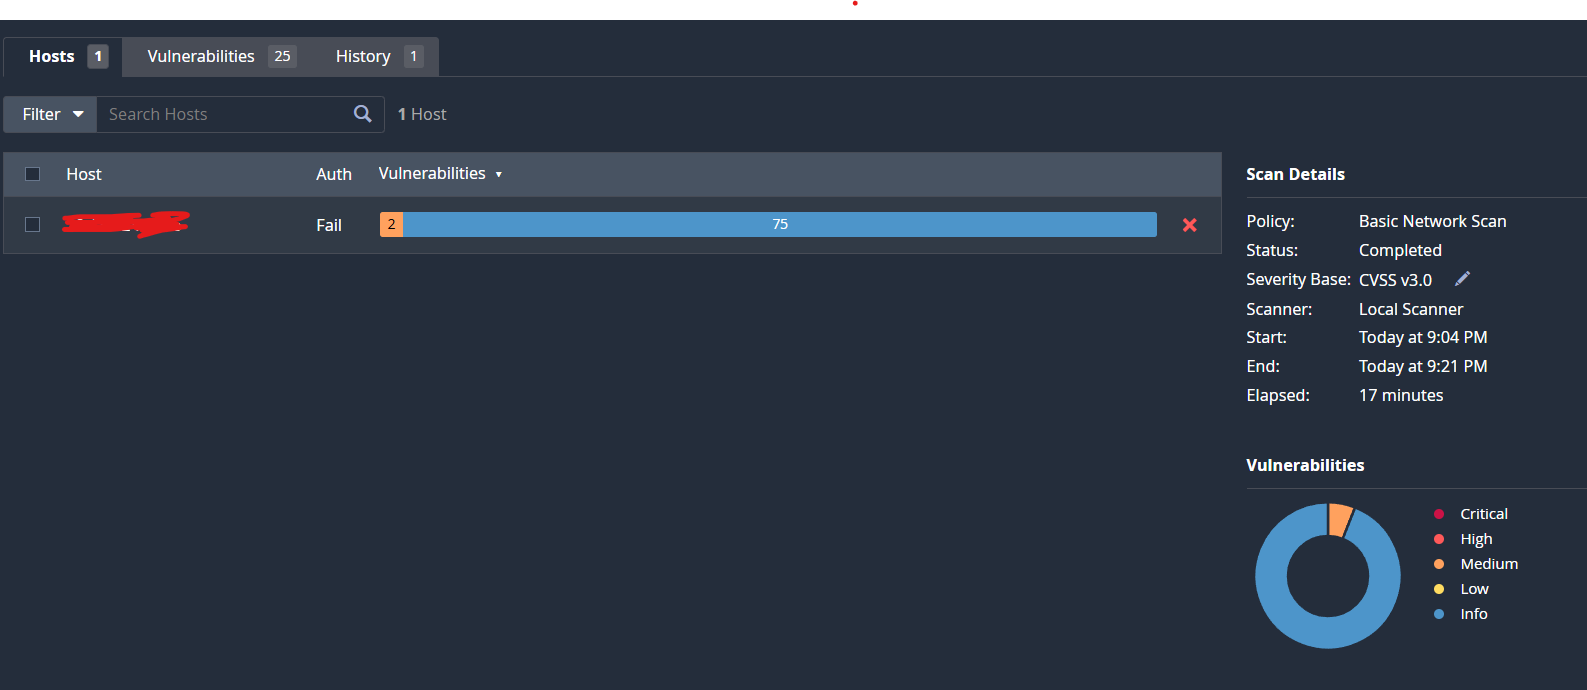 Hosts 1 Vulnerabilities 25 History 1
Filter Search Hosts 1 Host
Host Auth Vulnerabilities
Fail 2 75
Scan Details
Policy: Basic Network Scan
Status: Completed
Severity Base: CVSS v3.0
Scanner: Local Scanner
Start: Today at 9:04 PM
End: Today at 9:21 PM
Elapsed: 17 minutes
Vulnerabilities
Critical
High
Medium
Low
Info